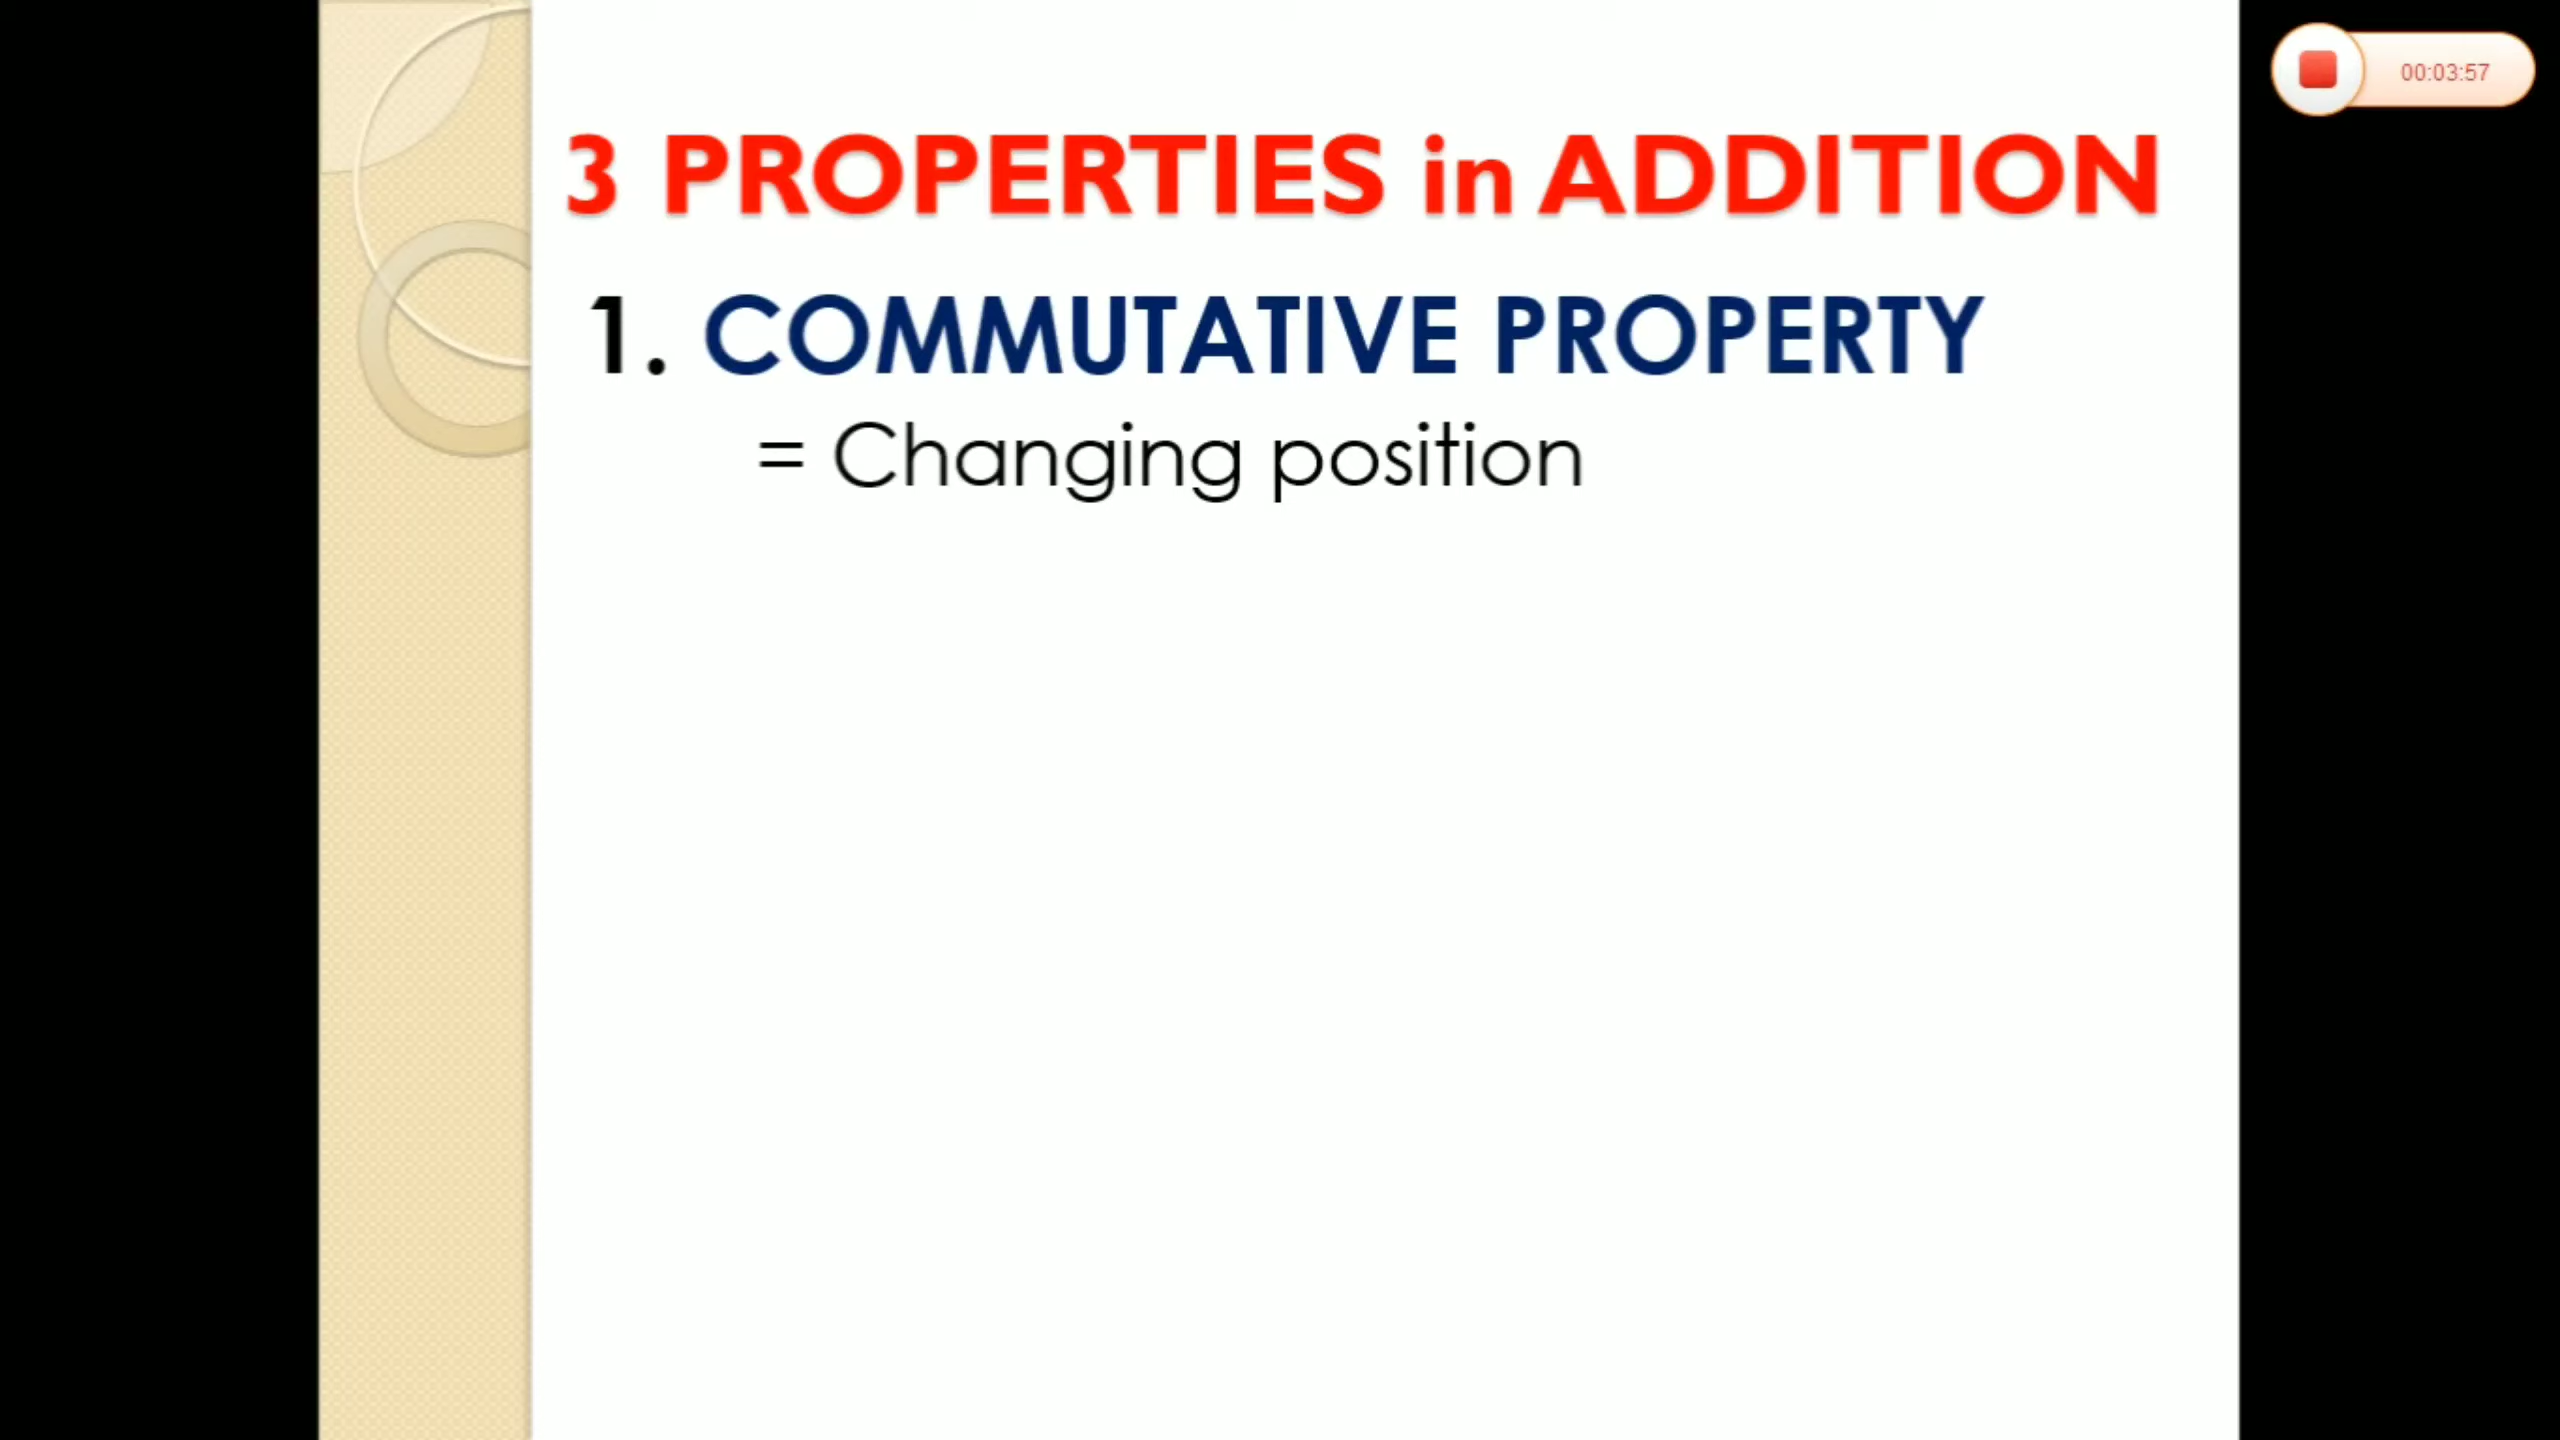 00:03:57
3 PROPERTIES in ADDITION
1. COMMUTATIVE PROPERTY
= Changing position